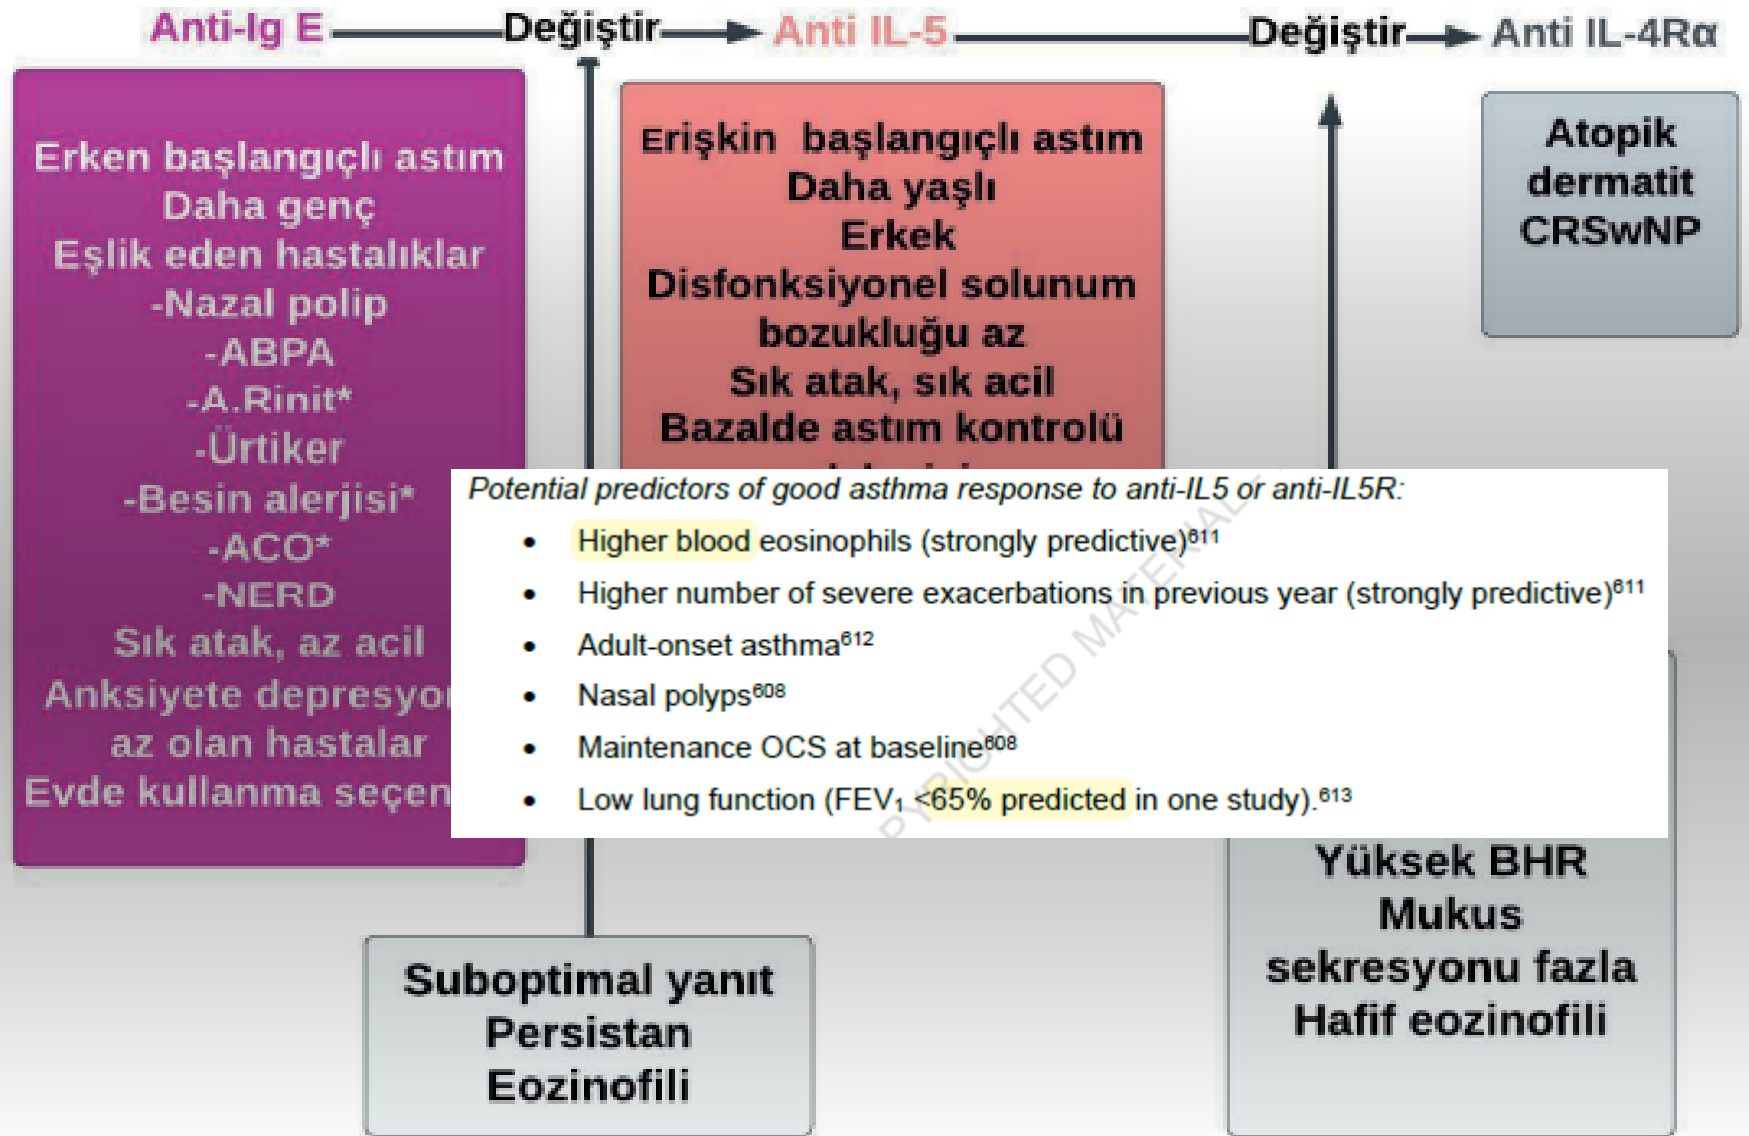 Anti-Ig E Değiştir Anti IL-5 Değiştir Anti IL-4Rα
Erken başlangıçlı astım
Daha genç
Eşlik eden hastalıklar
-Nazal polip
-ABPA
-A.Rinit*
-Ürtiker
-Besin alerjisi*
-ACO*
-NERD
Sık atak, az acil
Anksiyete depresyon
az olan hastalar
Evde kullanma
Erişkin başlangıçlı astım
Daha yaşlı
Erkek
Disfonksiyonel solunum
bozukluğu az
Sık atak, sık acil
Bazalde astım kontrolü
Atopik
dermatit
CRSwNP
Potential predictors of good asthma response to anti-IL5 or anti-IL5R:
• Higher blood eosinophils (strongly predictive)611
• Higher number of severe exacerbations in previous year (strongly predictive)611
• Adult-onset asthma612
• Nasal polyps608
• Maintenance OCS at baseline608
• Low lung function (FEV₁ <65% predicted in one study).613
Yüksek BHR
Mukus
sekresyonu fazla
Hafif eozinofili
Suboptimal yanıt
Persistan
Eozinofili